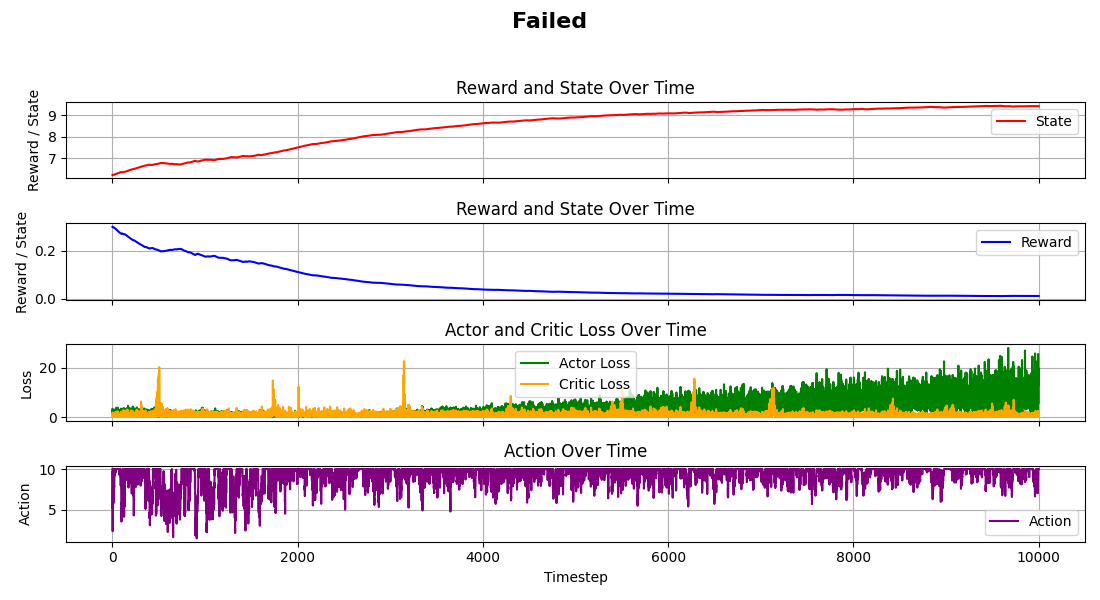 Failed
Reward and State Over Time
Reward / State
9
8
7
State
Reward and State Over Time
Reward / State
0.2
0.0
Reward
Actor and Critic Loss Over Time
Loss
20
0
Actor Loss
Critic Loss
Action Over Time
Action
10
5
Action
0 2000 4000 6000 8000 10000
Timestep